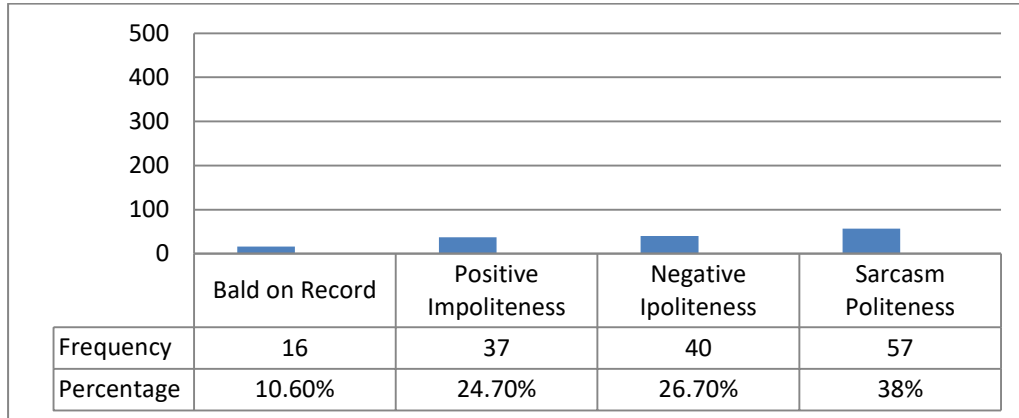 500
400
300
200
100
0
Bald on Record
Positive
Impoliteness
Negative
Ipoliteness
Sarcasm
Politeness
Frequency 16 37 40 57
Percentage 10.60% 24.70% 26.70% 38%